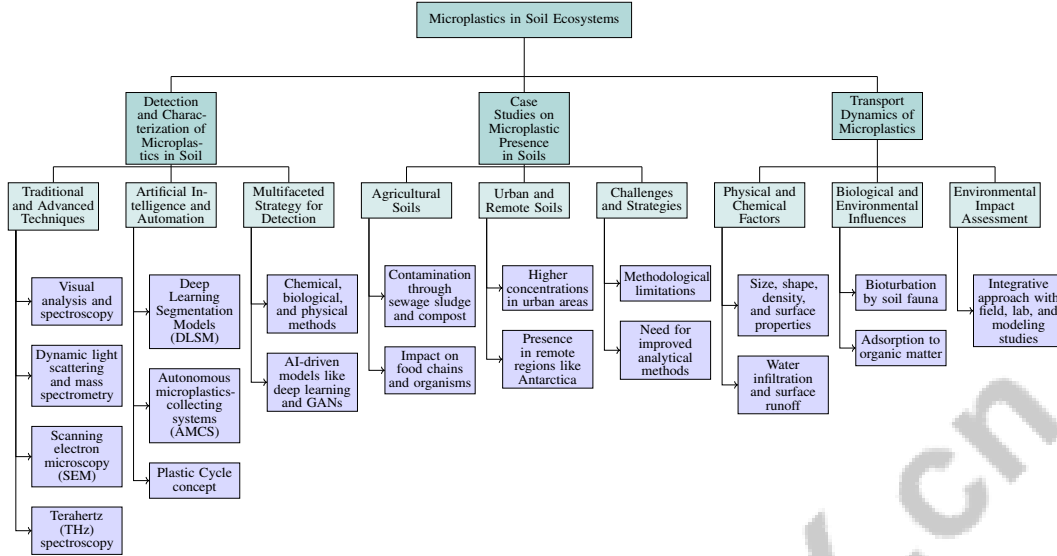 Microplastics in Soil Ecosystems
Detection
and Charac-
terization of
Microplas-
tics in Soil
Case
Studies on
Microplastic
Presence
in Soils
Transport
Dynamics of
Microplastics
Traditional
and Advanced
Techniques
Artificial In-
telligence and
Automation
Multifaceted
Strategy for
Detection
Agricultural
Soils
Urban and
Remote Soils
Challenges
and Strategies
Physical and
Chemical
Factors
Biological and
Environmental
Influences
Environmental
Impact
Assessment
Visual
analysis and
spectroscopy
Dynamic light
scattering
and mass
spectrometry
Scanning
electron
microscopy
(SEM)
Terahertz
(THz)
spectroscopy
Deep
Learning
Segmentation
Models
(DLSM)
Autonomous
microplastics-
collecting
systems
(AMCS)
Plastic Cycle
concept
Chemical,
biological,
and physical
methods
AI-driven
models like
deep learning
and GANs
Contamination
through
sewage sludge
and compost
Impact on
food chains
and organisms
Higher
concentrations
in urban areas
Presence
in remote
regions like
Antarctica
Methodological
limitations
Need for
improved
analytical
methods
Size, shape,
density,
and surface
properties
Water
infiltration
and surface
runoff
Bioturbation
by soil fauna
Adsorption to
organic matter
Integrative
approach with
field, lab, and
modeling
studies
.cn